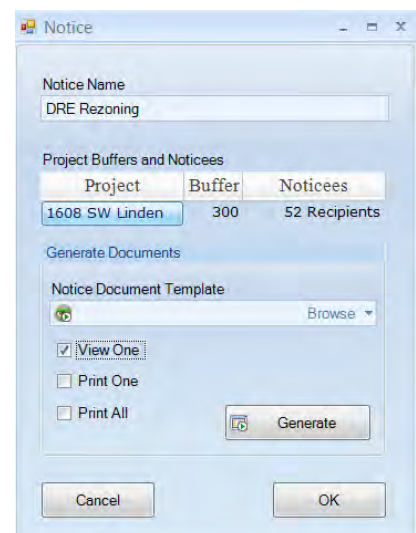 Notice
Notice Name
DRE Rezoning
Project Buffers and Noticees
Project Buffer Noticees
1608 SW Linden 300 52 Recipients
Generate Documents
Notice Document Template
Browse
View One
Print One
Print All
Generate
Cancel OK